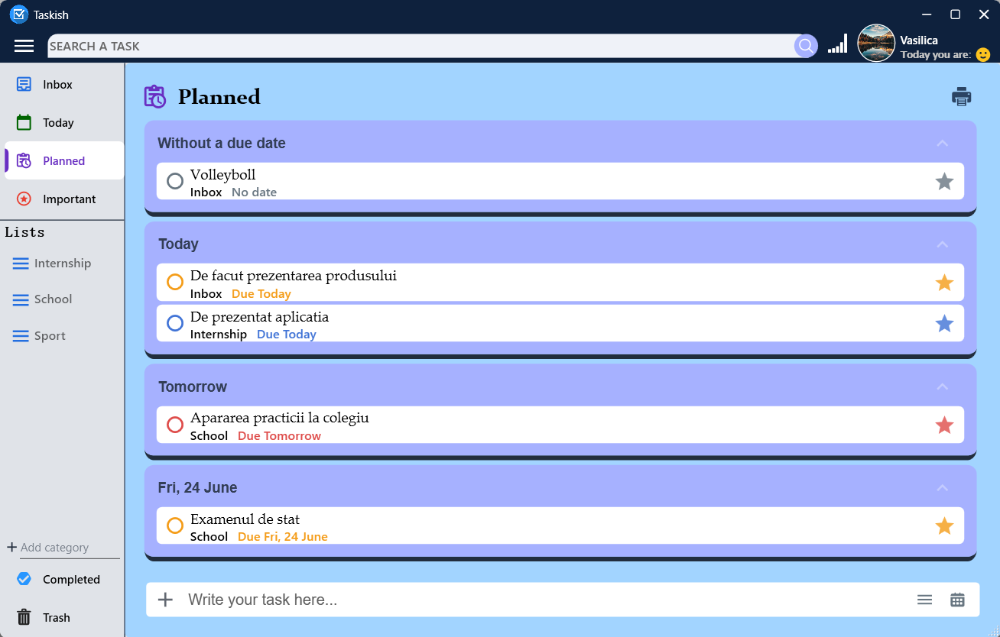 Taskish
SEARCH A TASK
Vasilica
Today you are:
Inbox
Today
Planned
Important
Lists
Internship
School
Sport
Add category
Completed
Trash
Planned
Without a due date
Volleyboll
Inbox No date
Today
De facut prezentarea produsului
Inbox Due Today
De prezentat aplicatia
Internship Due Today
Tomorrow
Apararea practicii la colegiu
School Due Tomorrow
Fri, 24 June
Examenul de stat
School Due Fri, 24 June
Write your task here...